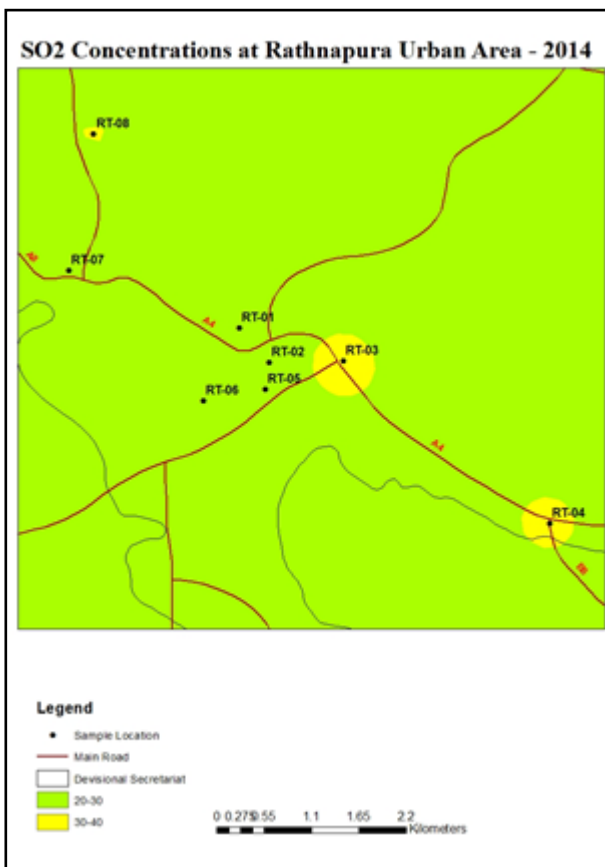 SO2 Concentrations at Rathnapura Urban Area - 2014
RT-08
RT-07
A4
RT-01
RT-02
RT-03
RT-05
RT-06
A4
RT-04
Legend
Sample Location
Main Road
Devisional Secretariat
20-30
30-40
0 0.275 0.55 1.1 1.65 2.2
Kilometers